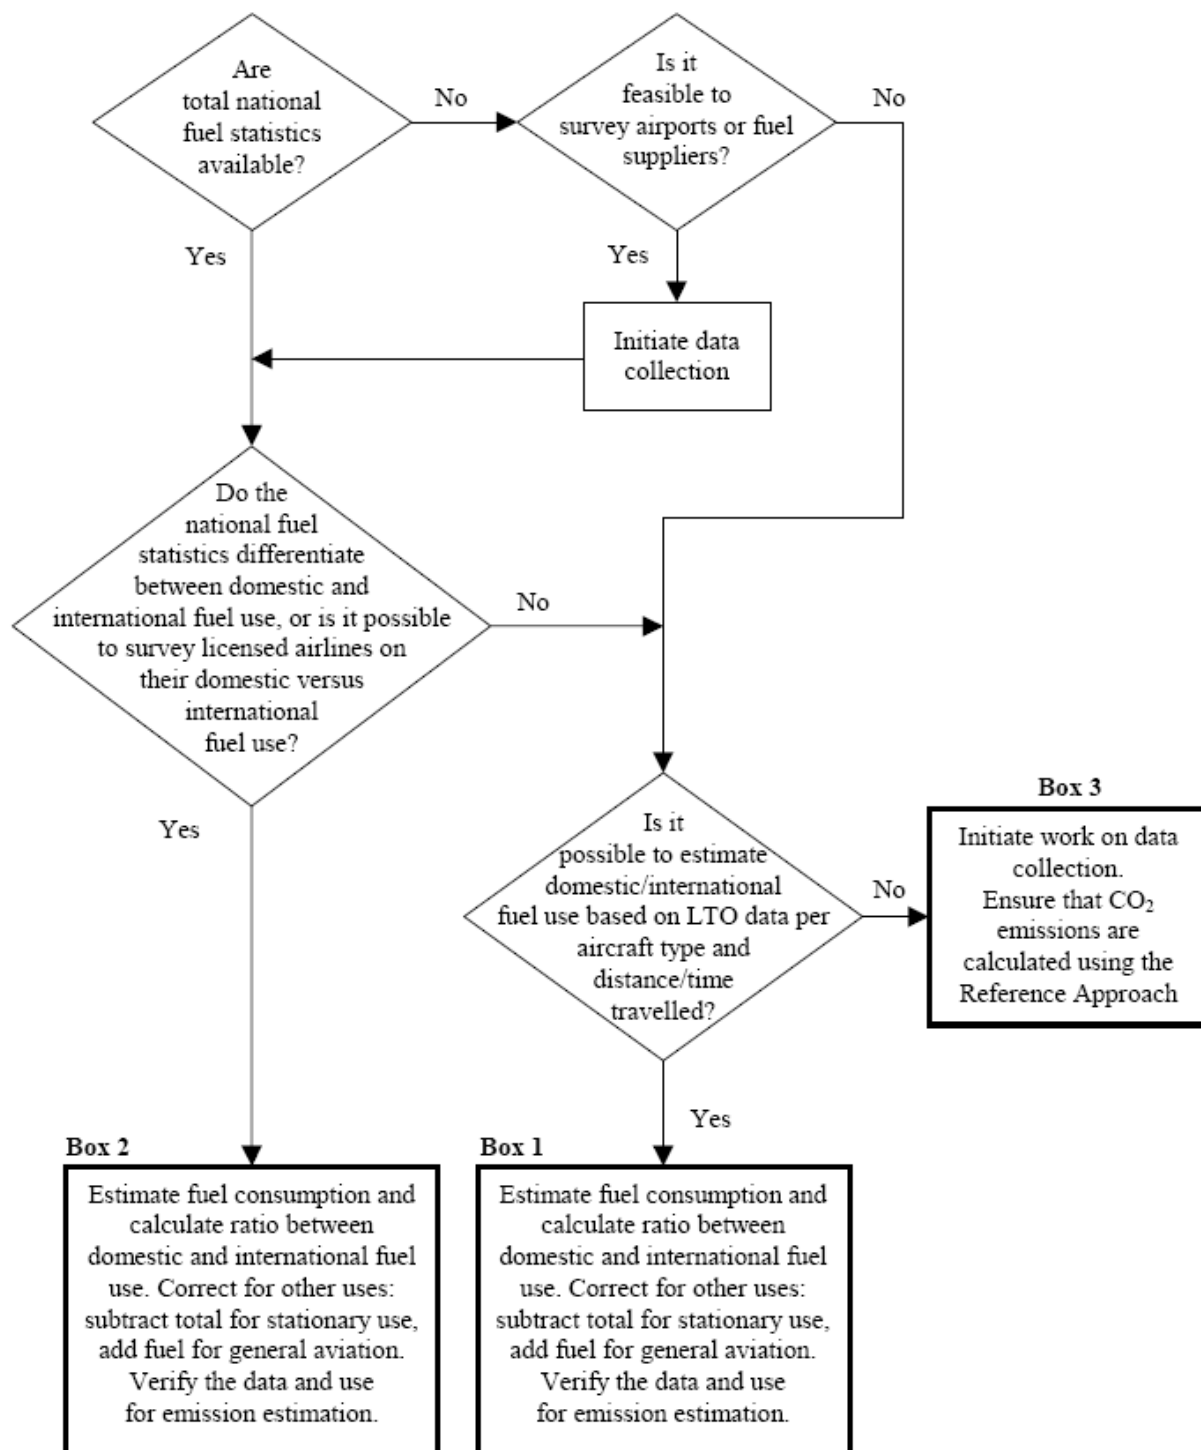 Are
total national
fuel statistics
available?
No
Is it
feasible to
survey airports or fuel
suppliers?
No
Yes
Yes
Initiate data
collection
Do the
national fuel
statistics differentiate
between domestic and
international fuel use, or is it possible
to survey licensed airlines on
their domestic versus
international
fuel use?
No
Yes
Is it
possible to estimate
domestic/international
fuel use based on LTO data per
aircraft type and
distance/time
travelled?
No
Box 3
Initiate work on data
collection.
Ensure that CO₂
emissions are
calculated using the
Reference Approach
Yes
Box 2
Estimate fuel consumption and
calculate ratio between
domestic and international fuel
use. Correct for other uses:
subtract total for stationary use,
add fuel for general aviation.
Verify the data and use
for emission estimation.
Box 1
Estimate fuel consumption and
calculate ratio between
domestic and international fuel
use. Correct for other uses:
subtract total for stationary use,
add fuel for general aviation.
Verify the data and use
for emission estimation.